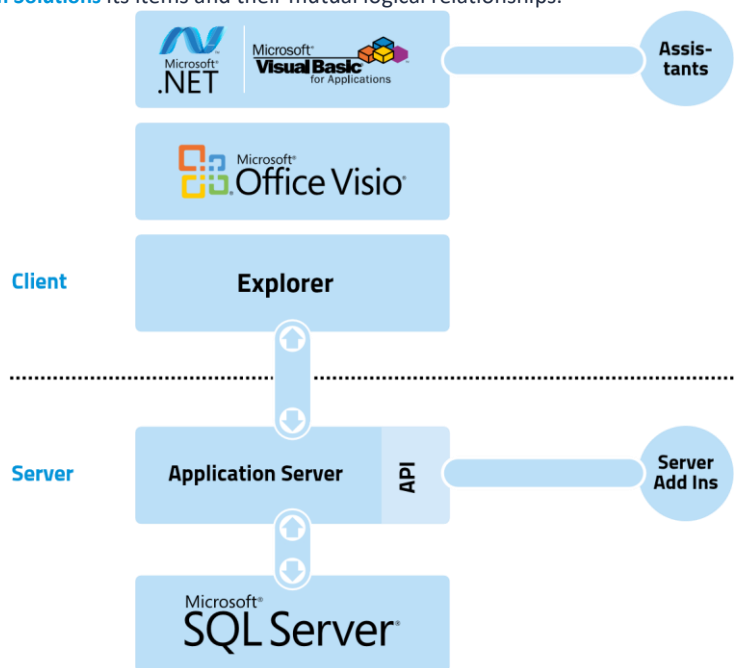 Solutions its items and their mutual logical relationships.
Microsoft®
.NET
Microsoft®
Visual Basic®
for Applications
Assis-
tants
Microsoft®
Office Visio®
Client
Explorer
Server
Application Server
API
Server
Add Ins
Microsoft®
SQL Server®